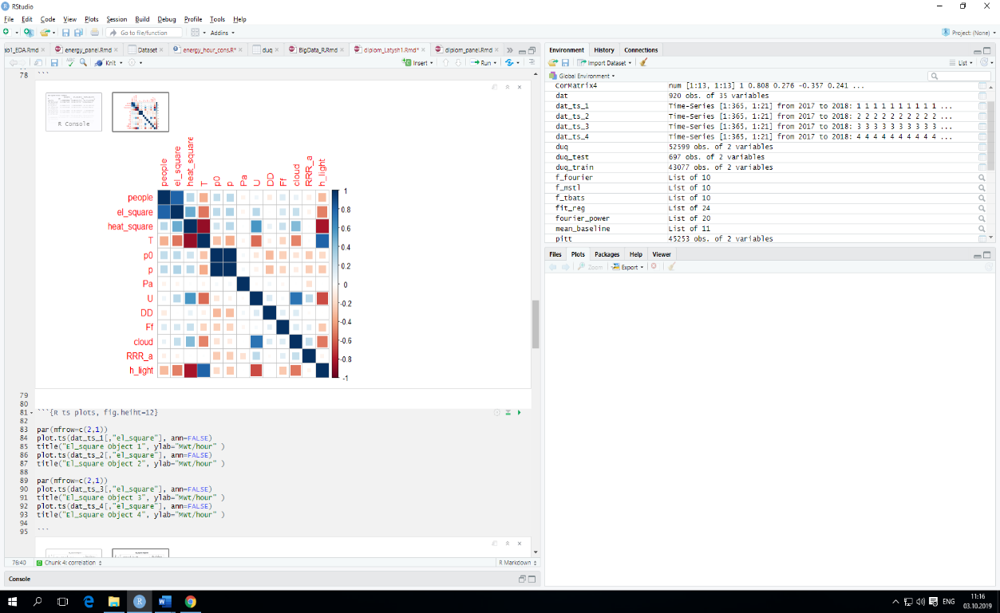 RStudio
File Edit Code View Plots Session Build Debug Profile Tools Help
Go to file/function Addins Project: (None)
ab1_EDA.Rmd energy_panel.Rmd Dataset energy_hour_cons.R* duq BigData_R.Rmd diplom_Latysh1.Rmd* diplom_panel.Rmd
ABC Knit Insert Run
78 ```
R Console
people el_square heat_square T p0 p Pa U DD Ff cloud RRR_a h_light
people
el_square
heat_square
T
p0
p
Pa
U
DD
Ff
cloud
RRR_a
h_light
1
0.8
0.6
0.4
0.2
0
-0.2
-0.4
-0.6
-0.8
-1
79
80
81 ```{R ts plots, fig.heiht=12}
82
83 par(mfrow=c(2,1))
84 plot.ts(dat_ts_1[,"el_square"], ann=FALSE)
85 title("El_square Object 1", ylab="MWt/hour" )
86 plot.ts(dat_ts_2[,"el_square"], ann=FALSE)
87 title("El_square Object 2", ylab="MWt/hour" )
88
89 par(mfrow=c(2,1))
90 plot.ts(dat_ts_3[,"el_square"], ann=FALSE)
91 title("El_square Object 3", ylab="MWt/hour" )
92 plot.ts(dat_ts_4[,"el_square"], ann=FALSE)
93 title("El_square Object 4", ylab="MWt/hour" )
94
95 ```
76:40 Chunk 4: correlation R Markdown
Console
Environment History Connections
Import Dataset List
Global Environment
CorMatrix4 num [1:13, 1:13] 1 0.808 0.276 -0.357 0.241 ...
dat 920 obs. of 35 variables
dat_ts_1 Time-Series [1:365, 1:21] from 2017 to 2018: 1 1 1 1 1 1 1 1 1 1 ...
dat_ts_2 Time-Series [1:365, 1:21] from 2017 to 2018: 2 2 2 2 2 2 2 2 2 2 ...
dat_ts_3 Time-Series [1:365, 1:21] from 2017 to 2018: 3 3 3 3 3 3 3 3 3 3 ...
dat_ts_4 Time-Series [1:365, 1:21] from 2017 to 2018: 4 4 4 4 4 4 4 4 4 4 ...
duq 52599 obs. of 2 variables
duq_test 697 obs. of 2 variables
duq_train 43077 obs. of 2 variables
f_fourier List of 10
f_mstl List of 10
f_tbats List of 10
fit_reg List of 24
fourier_power List of 20
mean_baseline List of 11
pitt 45253 obs. of 2 variables
Files Plots Packages Help Viewer
Zoom Export
ENG 11:16
03.10.2019